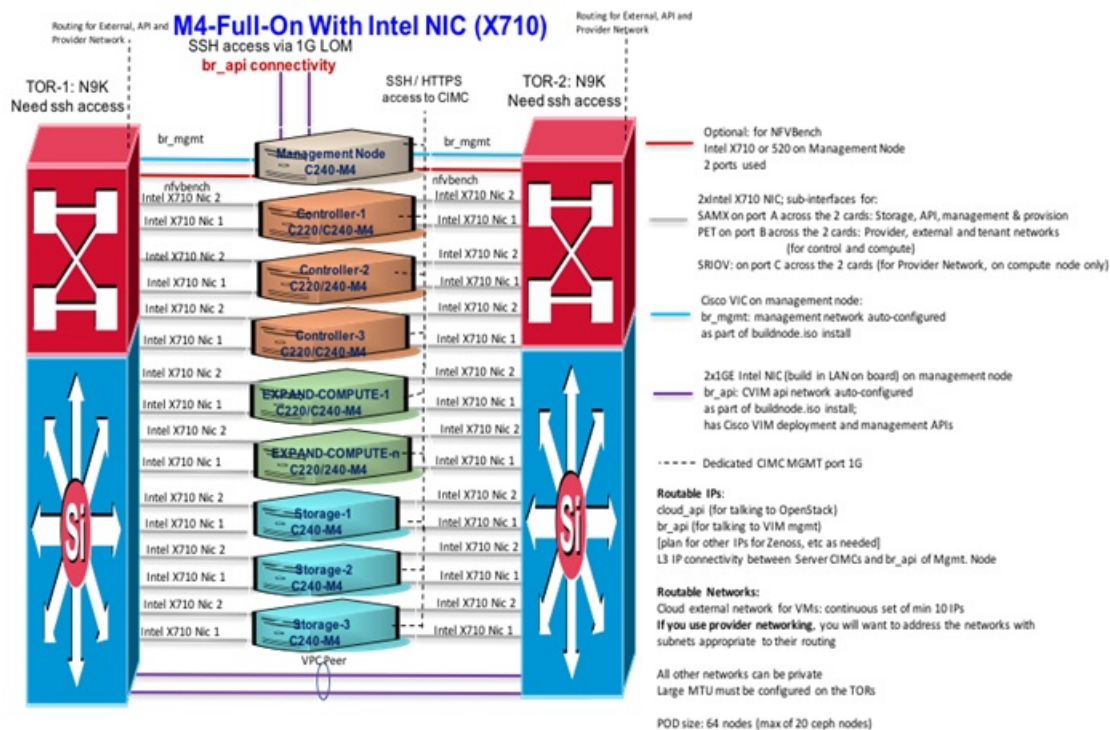 Routing for External, API and
Provider Network
M4-Full-On With Intel NIC (X710)
Routing for External, API and
Provider Network
SSH access via 1G LOM
br_api connectivity
SSH / HTTPS
access to CIMC
TOR-1: N9K
Need ssh access
TOR-2: N9K
Need ssh access
br_mgmt
br_mgmt
Management Node
C240-M4
nfvbench
nfvbench
Intel X710 Nic 2
Intel X710 Nic 2
Controller-1
C220/C240-M4
Intel X710 Nic 1
Intel X710 Nic 1
Intel X710 Nic 2
Intel X710 Nic 2
Controller-2
C220/240-M4
Intel X710 Nic 1
Intel X710 Nic 1
Intel X710 Nic 2
Intel X710 Nic 2
Controller-3
C220/C240-M4
Intel X710 Nic 1
Intel X710 Nic 1
Intel X710 Nic 2
Intel X710 Nic 2
EXPAND-COMPUTE-1
C220/C240-M4
Intel X710 Nic 1
Intel X710 Nic 1
Intel X710 Nic 2
Intel X710 Nic 2
EXPAND-COMPUTE-n
C220/240-M4
Intel X710 Nic 1
Intel X710 Nic 1
Intel X710 Nic 2
Intel X710 Nic 2
Storage-1
C240-M4
Intel X710 Nic 1
Intel X710 Nic 1
Intel X710 Nic 2
Intel X710 Nic 2
Storage-2
C240-M4
Intel X710 Nic 1
Intel X710 Nic 1
Intel X710 Nic 2
Intel X710 Nic 2
Storage-3
C240-M4
Intel X710 Nic 1
Intel X710 Nic 1
VPC Peer
Si
Si
Optional: for NFVBench
Intel X710 or 520 on Management Node
2 ports used
2xIntel X710 NIC; sub-interfaces for:
SAMX on port A across the 2 cards: Storage, API, management & provision
PET on port B across the 2 cards: Provider, external and tenant networks
(for control and compute)
SRIOV: on port C across the 2 cards (for Provider Network, on compute node only)
Cisco VIC on management node:
br_mgmt: management network auto-configured
as part of buildnode.iso install
2x1GE Intel NIC (build in LAN on board) on management node
br_api: CVIM api network auto-configured
as part of buildnode.iso install;
has Cisco VIM deployment and management APIs
Dedicated CIMC MGMT port 1G
Routable IPs:
cloud_api (for talking to OpenStack)
br_api (for talking to VIM mgmt)
[plan for other IPs for Zenoss, etc as needed]
L3 IP connectivity between Server CIMCs and br_api of Mgmt. Node
Routable Networks:
Cloud external network for VMs: continuous set of min 10 IPs
If you use provider networking, you will want to address the networks with
subnets appropriate to their routing
All other networks can be private
Large MTU must be configured on the TORs
POD size: 64 nodes (max of 20 ceph nodes)